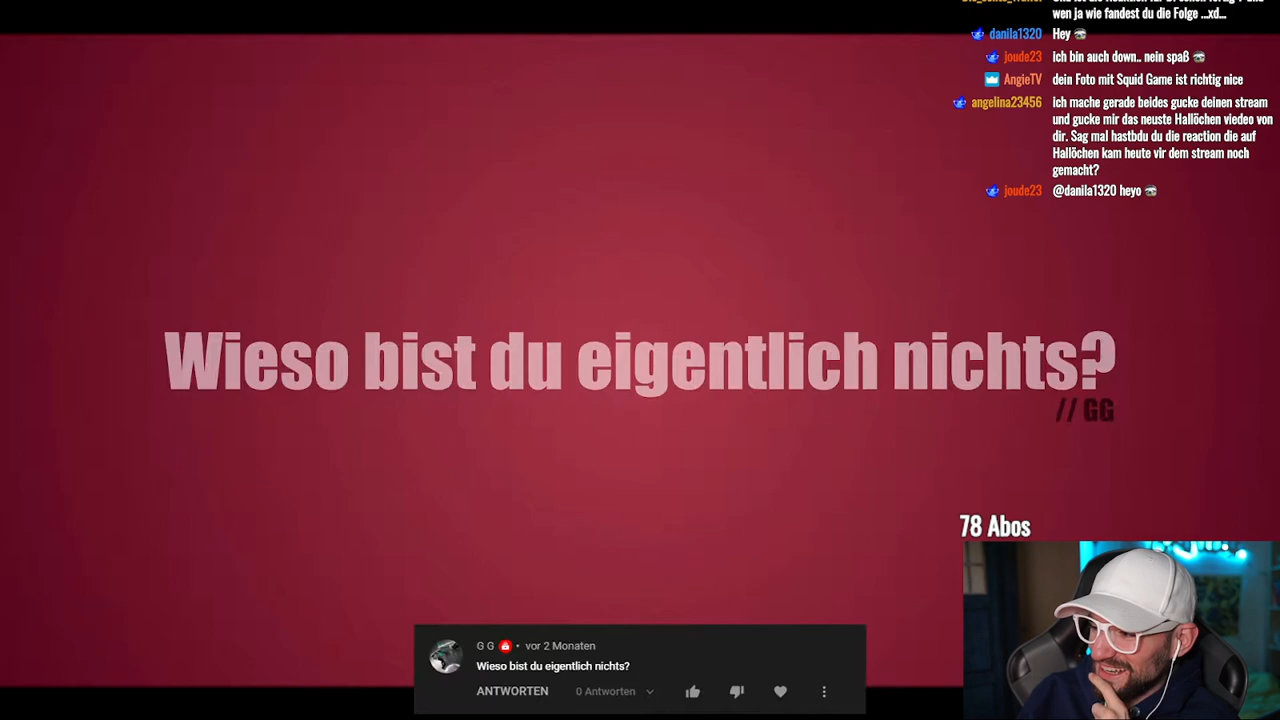 wen ja wie fandest du die Folge ...xd...
danila1320 Hey
joude23 ich bin auch down.. nein spaß
AngieTV dein Foto mit Squid Game ist richtig nice
angelina23456 ich mache gerade beides gucke deinen stream
und gucke mir das neuste Hallöchen viedeo von
dir. Sag mal hastbdu du die reaction die auf
Hallöchen kam heute vir dem stream noch
gemacht?
joude23 @danila1320 heyo
Wieso bist du eigentlich nichts?
// GG
78 Abos
G G • vor 2 Monaten
Wieso bist du eigentlich nichts?
ANTWORTEN 0 Antworten